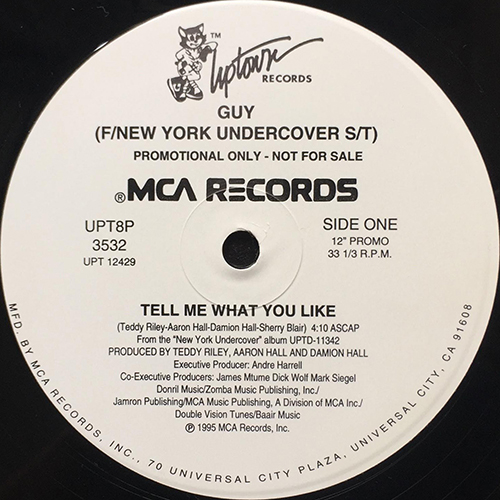 Uptown™
RECORDS
GUY
(F/NEW YORK UNDERCOVER S/T)
PROMOTIONAL ONLY - NOT FOR SALE
®MCA RECORDS
UPT8P
3532
UPT 12429
SIDE ONE
12" PROMO
33 1/3 R.P.M.
TELL ME WHAT YOU LIKE
(Teddy Riley-Aaron Hall-Damion Hall-Sherry Blair) 4:10 ASCAP
From the "New York Undercover" album UPTD-11342
PRODUCED BY TEDDY RILEY, AARON HALL AND DAMION HALL
Executive Producer: Andre Harrell
Co-Executive Producers: James Mtume Dick Wolf Mark Siegel
Donril Music/Zomba Music Publishing, Inc./
Jamron Publishing/MCA Music Publishing, A Division of MCA Inc./
Double Vision Tunes/Baair Music
℗ 1995 MCA Records, Inc.
MFD. BY MCA RECORDS, INC., 70 UNIVERSAL CITY PLAZA, UNIVERSAL CITY, CA 91608